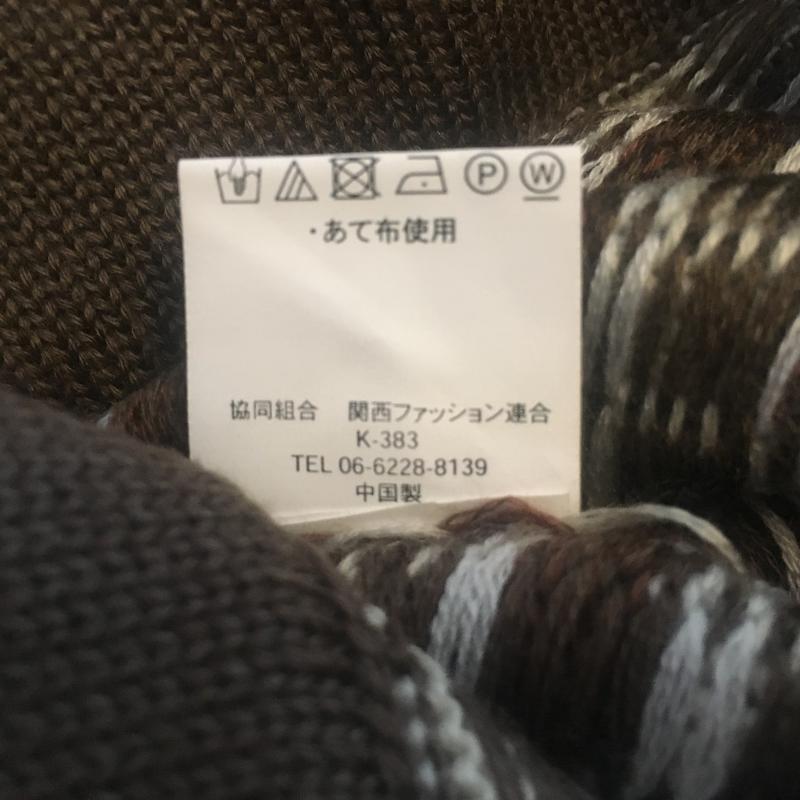 P W
・あて布使用
協同組合 関西ファッション連合
K-383
TEL 06-6228-8139
中国製